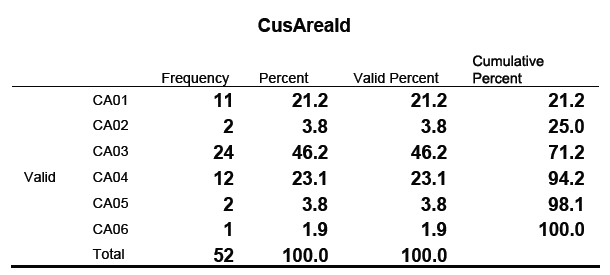 CusAreaId
Frequency Percent Valid Percent Cumulative Percent
CA01 11 21.2 21.2 21.2
CA02 2 3.8 3.8 25.0
CA03 24 46.2 46.2 71.2
Valid CA04 12 23.1 23.1 94.2
CA05 2 3.8 3.8 98.1
CA06 1 1.9 1.9 100.0
Total 52 100.0 100.0